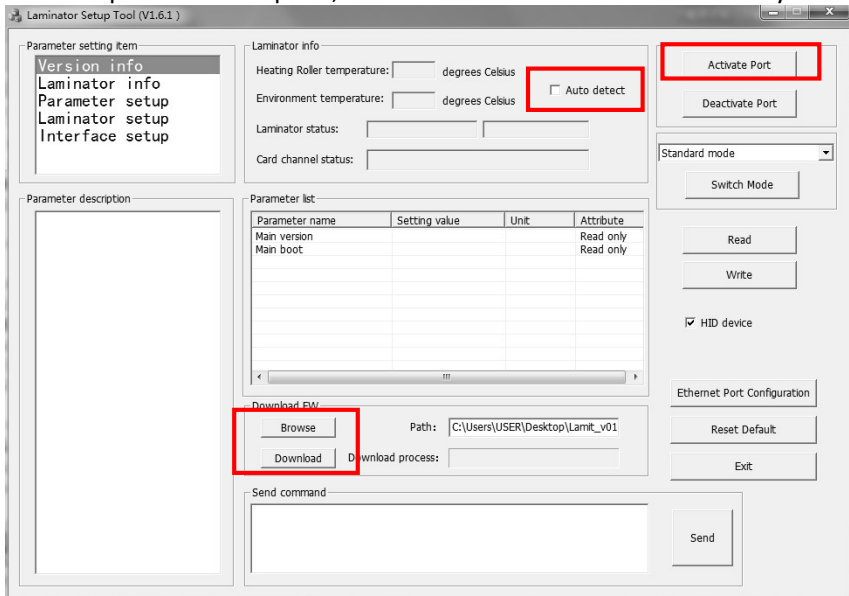 Laminator Setup Tool (V1.6.1 )
Parameter setting item
Version info
Laminator info
Parameter setup
Laminator setup
Interface setup
Laminator info
Heating Roller temperature: degrees Celsius
Environment temperature: degrees Celsius
Auto detect
Laminator status:
Card channel status:
Activate Port
Deactivate Port
Standard mode
Switch Mode
Parameter description
Parameter list
Parameter name Setting value Unit Attribute
Main version Read only
Main boot Read only
Read
Write
HID device
Download FW
Browse Path: C:\Users\USER\Desktop\Lamit_v01
Download Download process:
Ethernet Port Configuration
Reset Default
Exit
Send command
Send